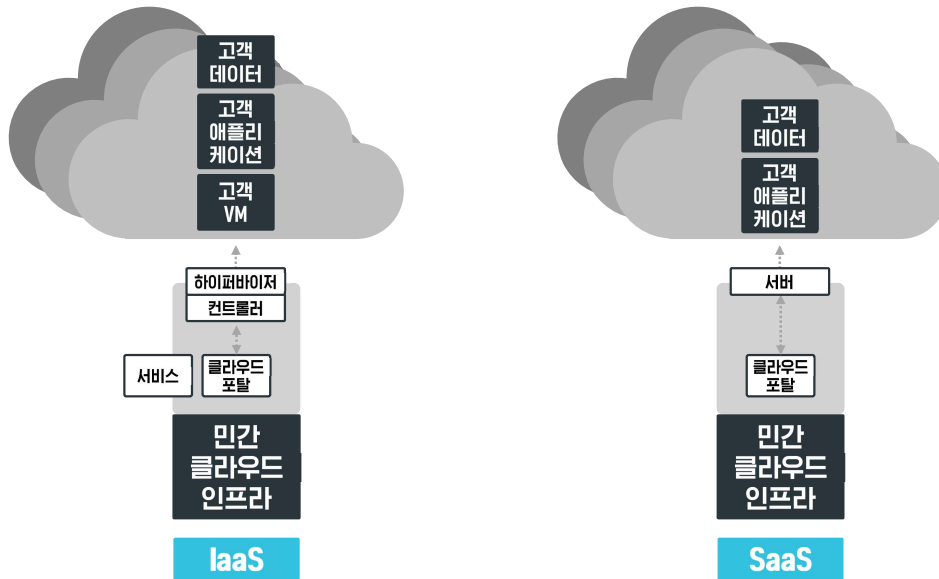 고객
데이터
고객
애플리
케이션
고객
VM
하이퍼바이저
컨트롤러
서비스
클라우드
포탈
민간
클라우드
인프라
IaaS
고객
데이터
고객
애플리
케이션
서버
클라우드
포탈
민간
클라우드
인프라
SaaS